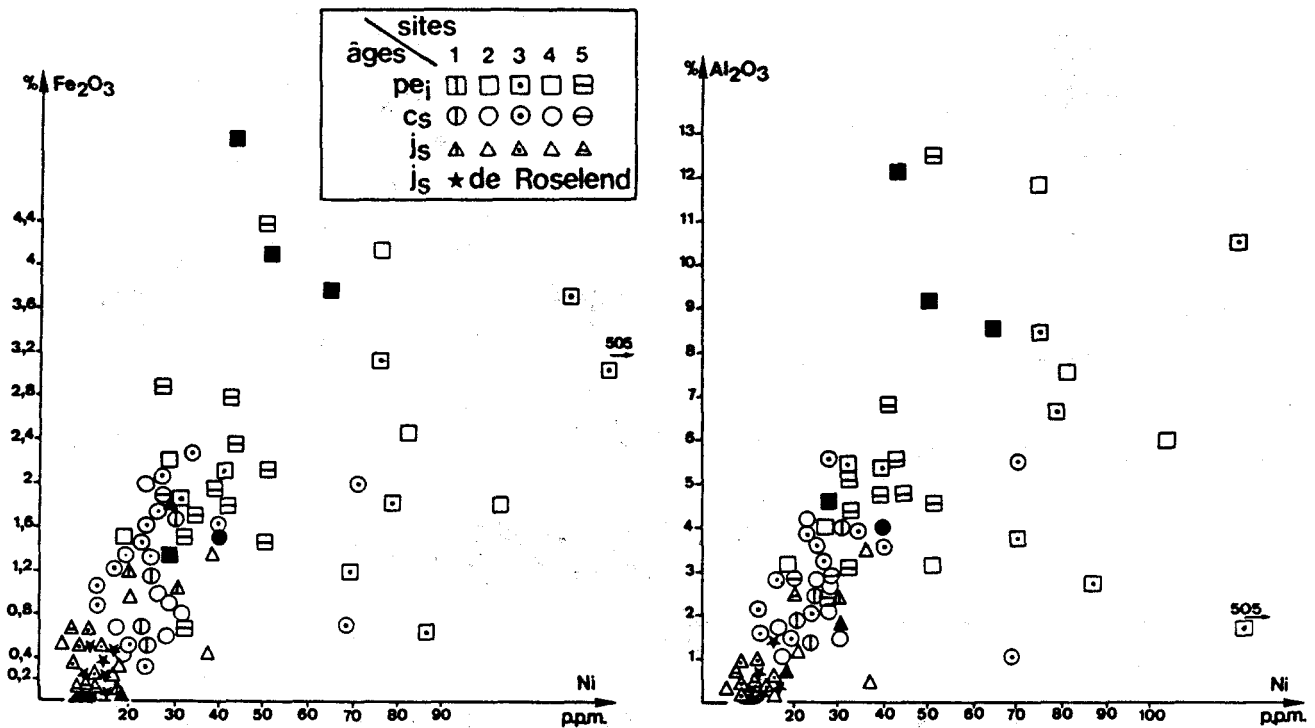 sites
âges 1 2 3 4 5
pei
cs
js
js ★ de Roselend
% Fe2O3
4,4
4.
3,6
3,2
2,8
2,4
2.
1,6
1,2
0,8
0,4
0,2
505
Ni
20 30 40 50 60 70 80 90
p.p.m.
% Al2O3
13
12
11
10
9
8
7
6
5
4
3
2
1
505
Ni
20 30 40 50 60 70 80 90 100
p.p.m.